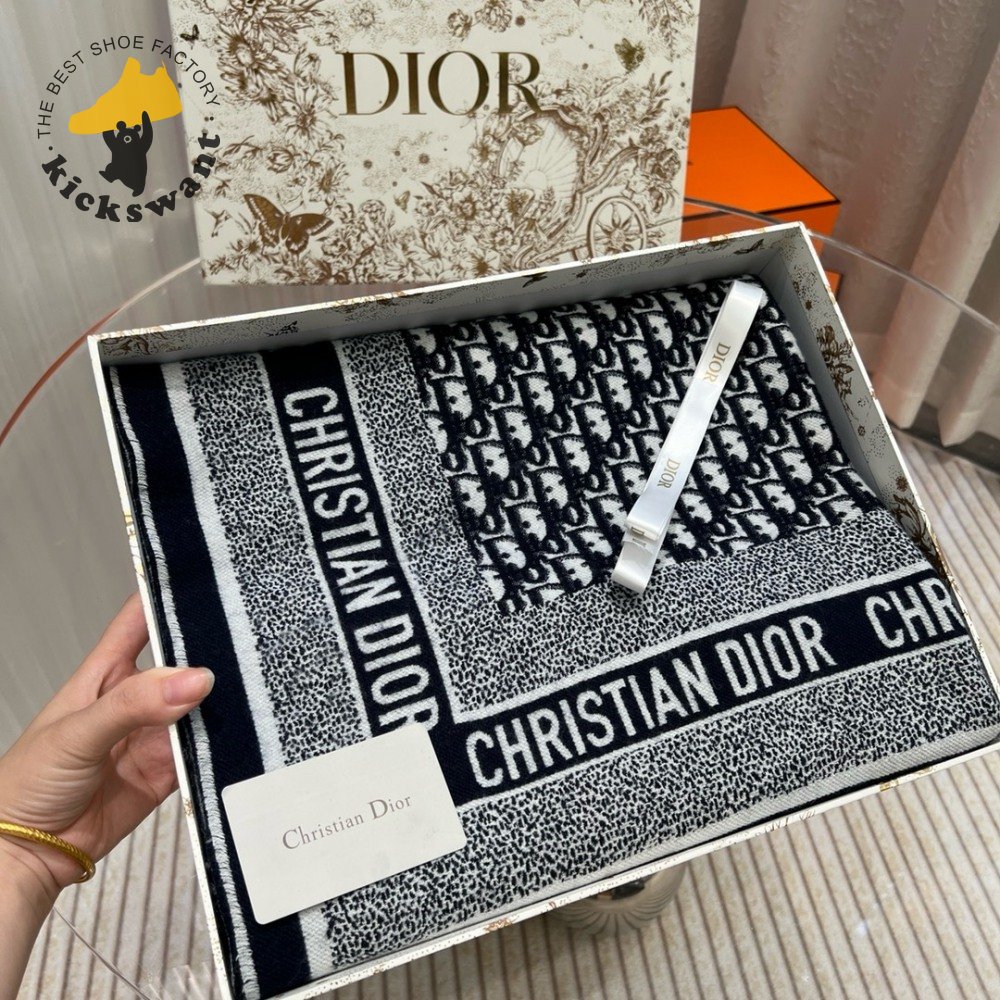 · THE BEST SHOE FACTORY ·
kickswant
DIOR
DIOR
DIOR
CHRISTIAN DIOR
CHRISTIAN DIOR CHR
Christian Dior